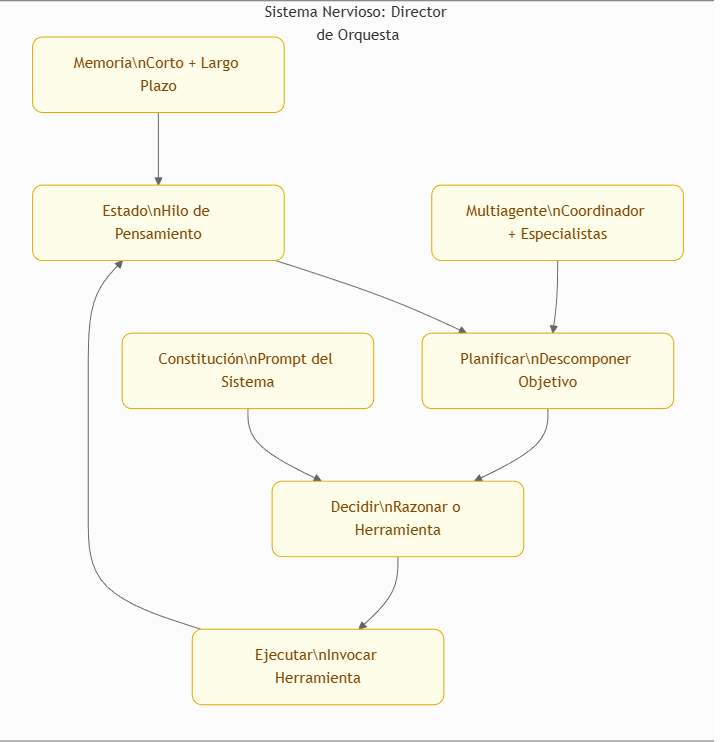 Sistema Nervioso: Director
de Orquesta
Memoria\nCorto + Largo
Plazo
Estado\nHilo de
Pensamiento
Multiagente\nCoordinador
+ Especialistas
Constitución\nPrompt del
Sistema
Planificar\nDescomponer
Objetivo
Decidir\nRazonar o
Herramienta
Ejecutar\nInvocar
Herramienta